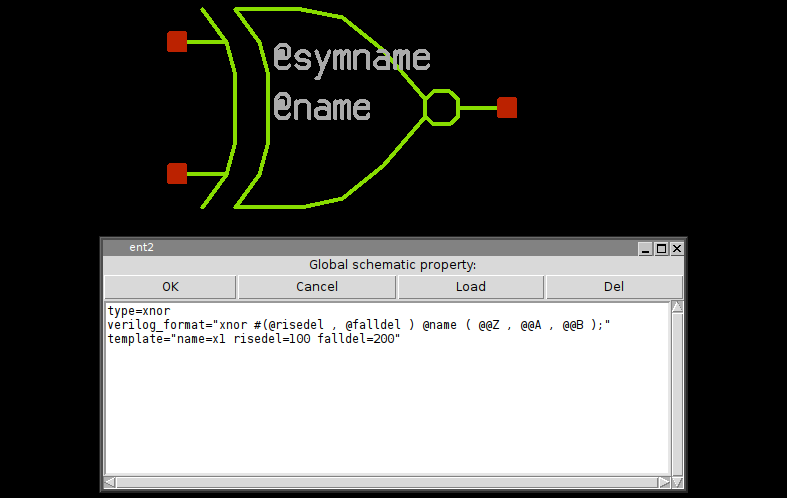 @symname
@name
ent2
Global schematic property:
OK Cancel Load Del
type=xnor
verilog_format="xnor #(@risedel , @falldel ) @name ( @@Z , @@A , @@B );"
template="name=x1 risedel=100 falldel=200"